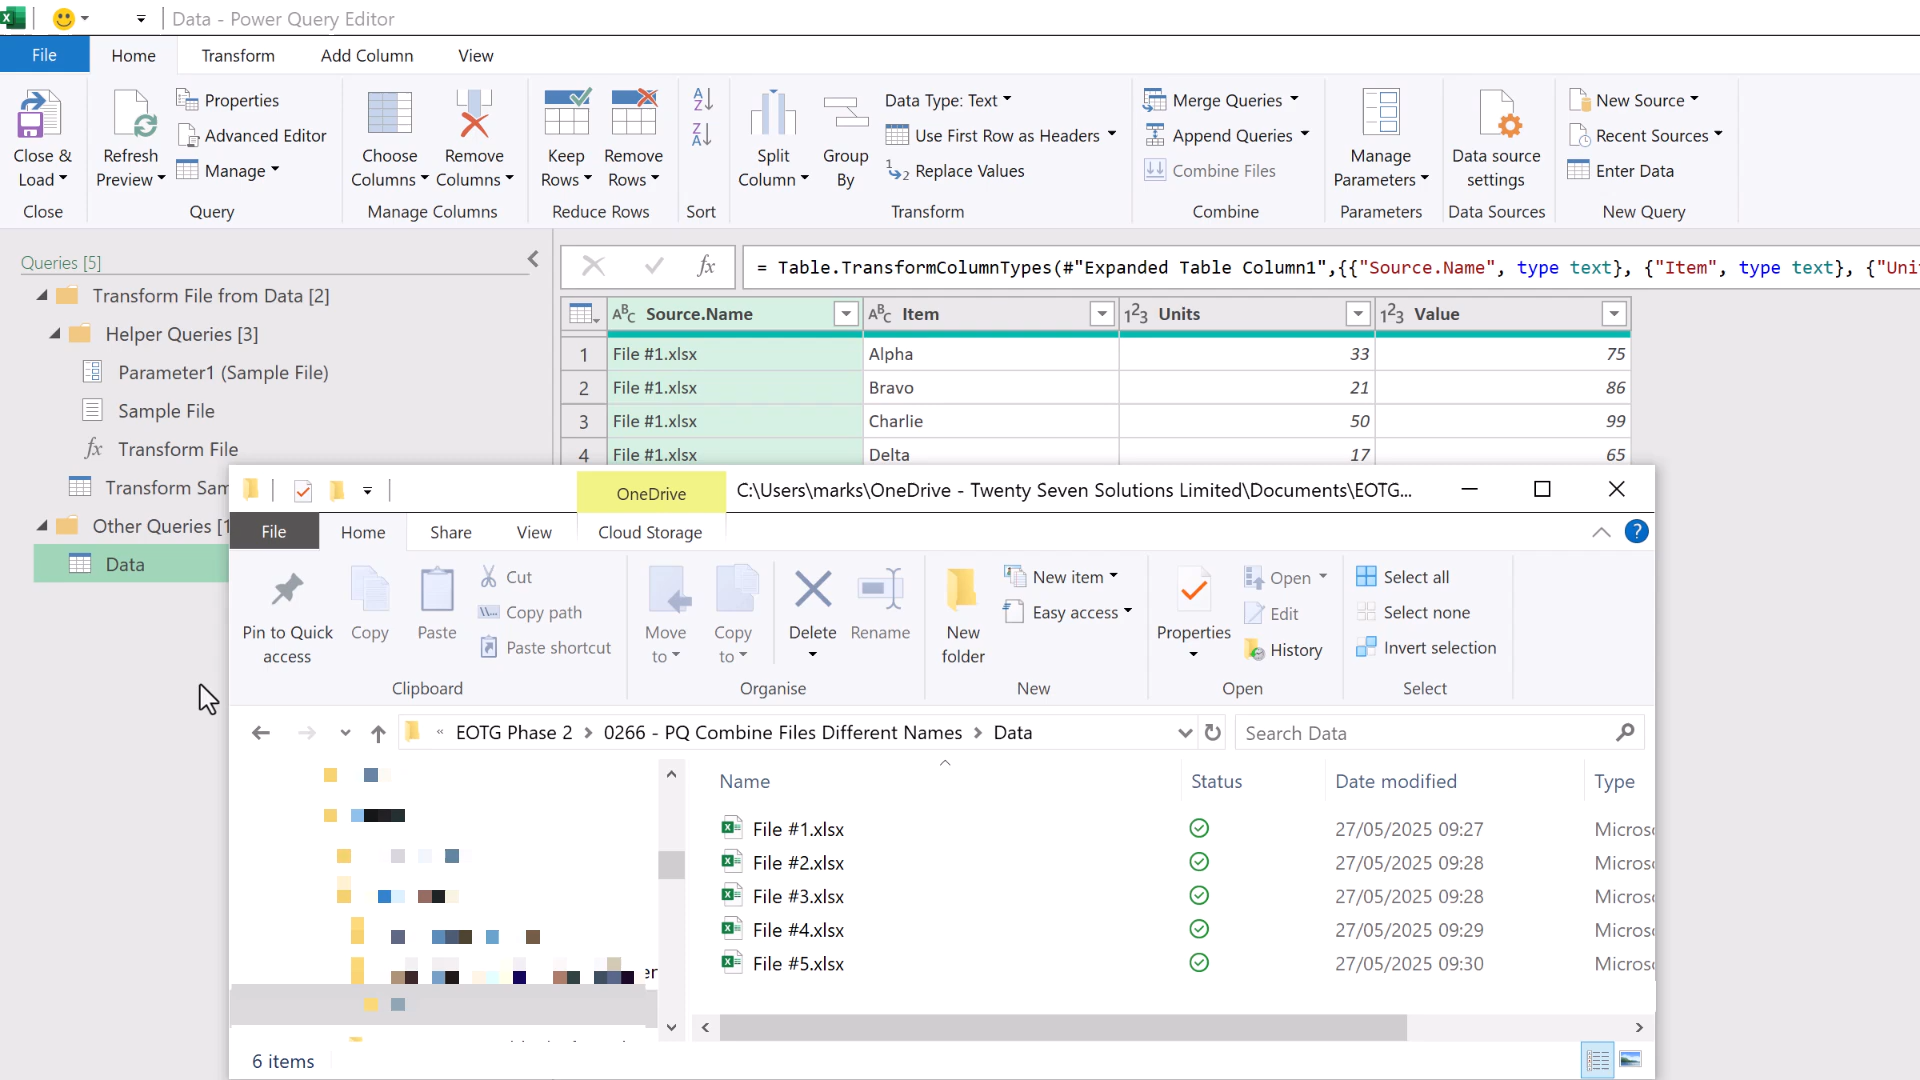 Data - Power Query Editor
File Home Transform Add Column View
Close & Load
Close
Refresh Preview
Properties
Advanced Editor
Manage
Query
Choose Columns
Remove Columns
Manage Columns
Keep Rows
Remove Rows
Reduce Rows
Sort
Split Column
Group By
Data Type: Text
Use First Row as Headers
Replace Values
Transform
Merge Queries
Append Queries
Combine Files
Combine
Manage Parameters
Parameters
Data source settings
Data Sources
New Source
Recent Sources
Enter Data
New Query
Queries [5]
Transform File from Data [2]
Helper Queries [3]
Parameter1 (Sample File)
Sample File
fx Transform File
Transform Sam
Other Queries [1
Data
fx = Table.TransformColumnTypes(#"Expanded Table Column1",{{"Source.Name", type text}, {"Item", type text}, {"Uni
ABC Source.Name ABC Item 123 Units 123 Value
1 File #1.xlsx Alpha 33 75
2 File #1.xlsx Bravo 21 86
3 File #1.xlsx Charlie 50 99
4 File #1.xlsx Delta 17 65
OneDrive C:\Users\marks\OneDrive - Twenty Seven Solutions Limited\Documents\EOTG...
File Home Share View Cloud Storage
Pin to Quick access
Copy
Paste
Cut
Copy path
Paste shortcut
Clipboard
Move to
Copy to
Delete
Rename
Organise
New folder
New item
Easy access
New
Properties
Open
Edit
History
Open
Select all
Select none
Invert selection
Select
« EOTG Phase 2 > 0266 - PQ Combine Files Different Names > Data
Search Data
Name Status Date modified Type
File #1.xlsx 27/05/2025 09:27 Micros
File #2.xlsx 27/05/2025 09:28 Micros
File #3.xlsx 27/05/2025 09:28 Micros
File #4.xlsx 27/05/2025 09:29 Micros
File #5.xlsx 27/05/2025 09:30 Micros
6 items